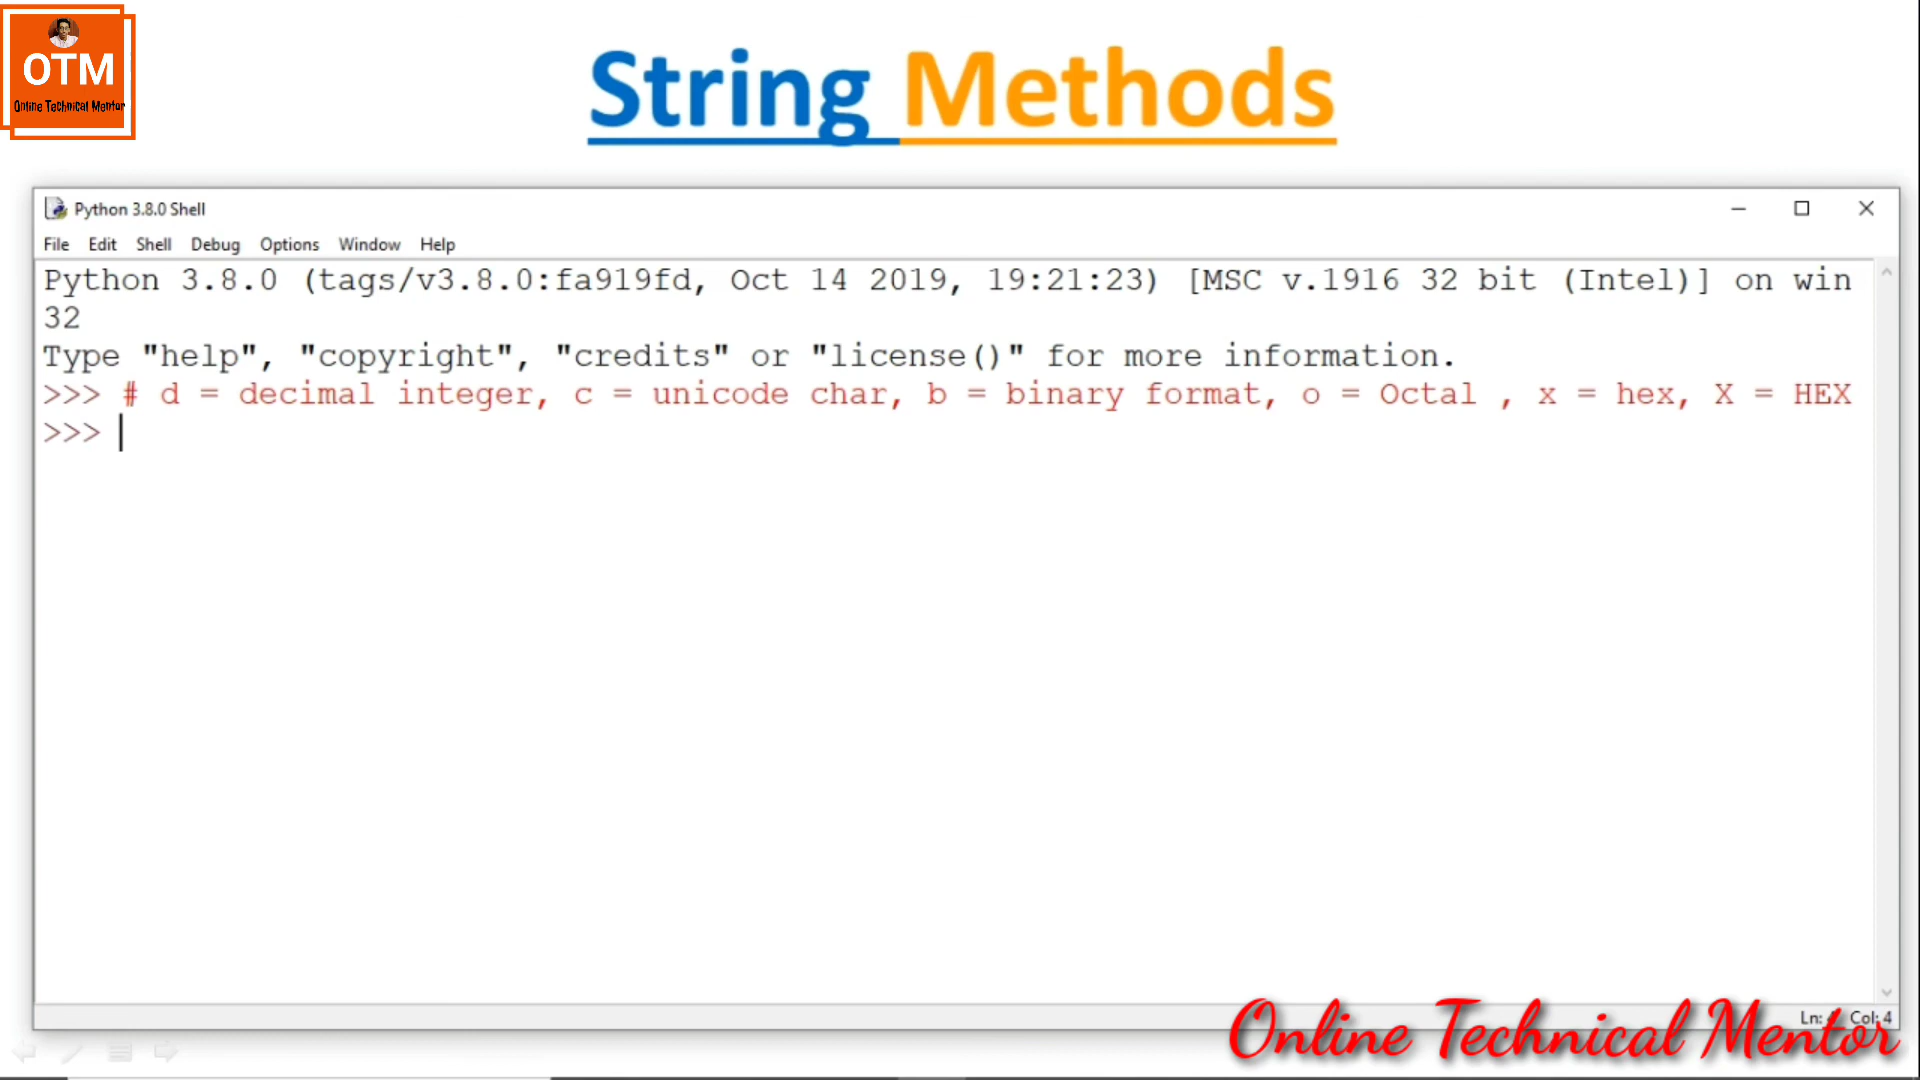 OTM
Online Technical Mentor
String Methods
Python 3.8.0 Shell
File Edit Shell Debug Options Window Help
Python 3.8.0 (tags/v3.8.0:fa919fd, Oct 14 2019, 19:21:23) [MSC v.1916 32 bit (Intel)] on win
32
Type "help", "copyright", "credits" or "license()" for more information.
>>> # d = decimal integer, c = unicode char, b = binary format, o = Octal , x = hex, X = HEX
>>>
Ln: Col: 4
Online Technical Mentor